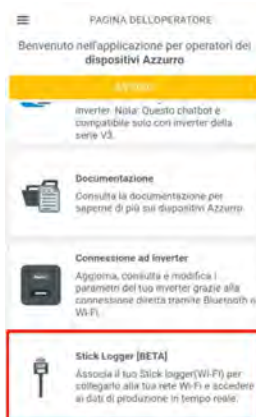 PAGINA DELL'OPERATORE
Benvenuto nell'applicazione per operatori dei
dispositivi Azzurro
inverter. Nota: Questo chatbot è
compatibile solo con inverter della
serie V3.
Documentazione
Consulta la documentazione per
saperne di più sui dispositivi Azzurro.
Connessione ad Inverter
Aggiorna, consulta e modifica i
parametri del tuo inverter grazie alla
connessione diretta tramite Bluetooth o
Wi-Fi.
Stick Logger [BETA]
Associa il tuo Stick logger(Wi-Fi) per
collegarlo alla tua rete Wi-Fi e accedere
ai dati di produzione in tempo reale.